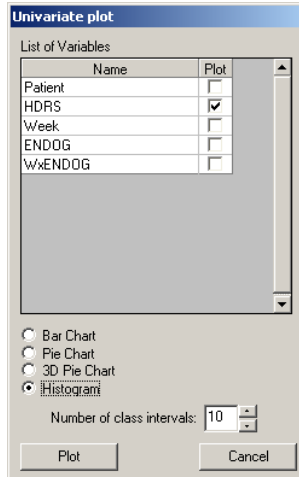 Univariate plot
List of Variables
Name Plot
Patient
HDRS
Week
ENDOG
WxENDOG
Bar Chart
Pie Chart
3D Pie Chart
Histogram
Number of class intervals: 10
Plot Cancel